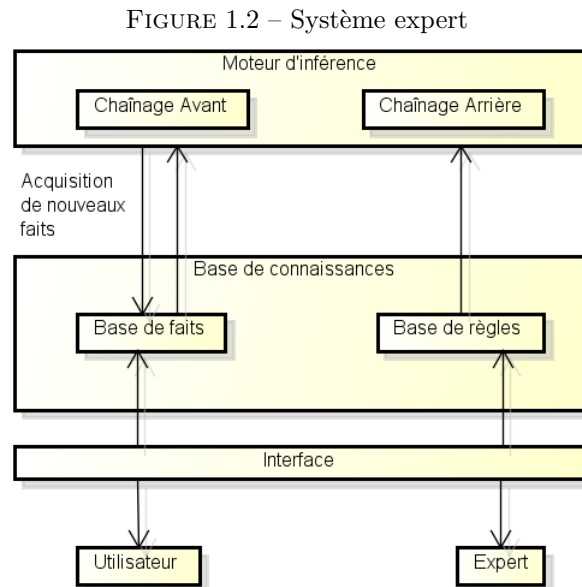 FIGURE 1.2 – Système expert
Moteur d'inférence
Chaînage Avant
Chaînage Arrière
Acquisition
de nouveaux
faits
Base de connaissances
Base de faits
Base de règles
Interface
Utilisateur
Expert